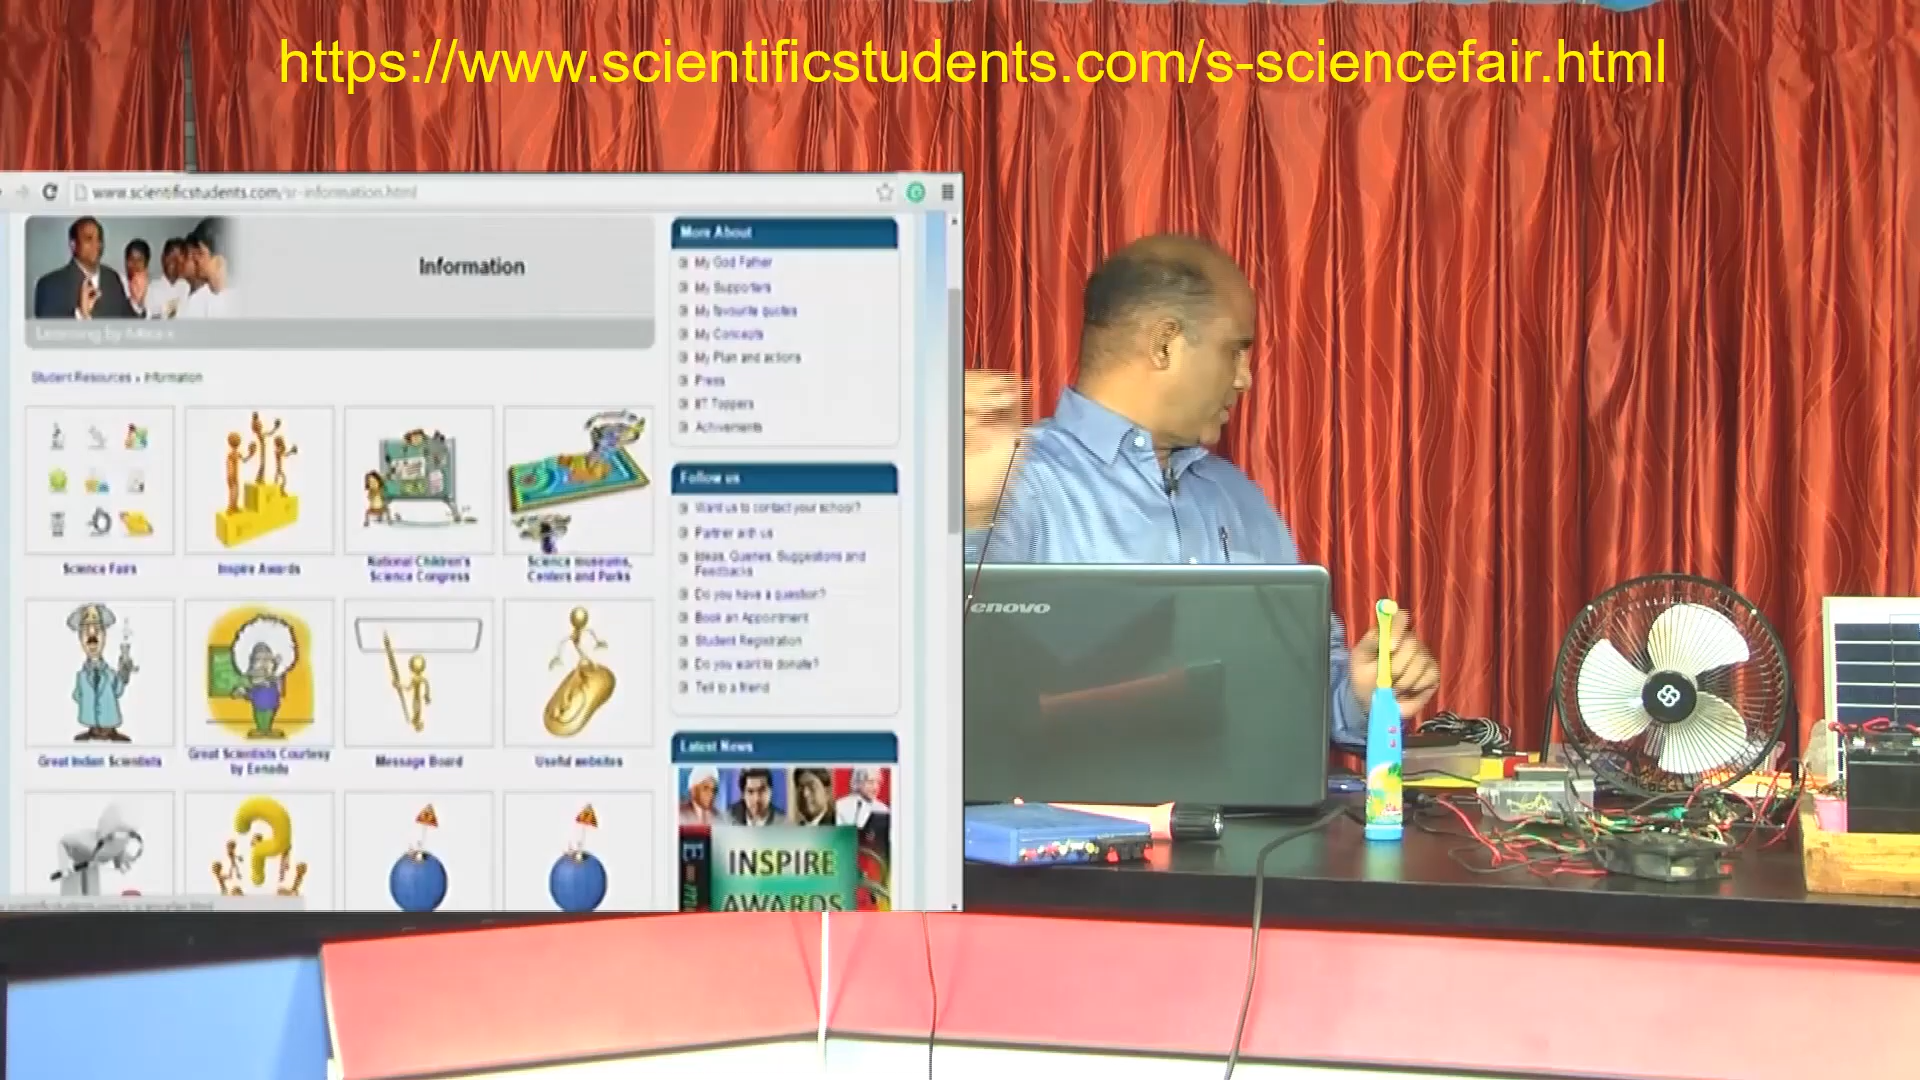 https://www.scientificstudents.com/s-sciencefair.html
www.scientificstudents.com/sr-information.html
Information
Learning by
Student Resources » Information
Science Fairs
Inspire Awards
National Children's
Science Congress
Science museums,
Centers and Parks
Great Indian Scientists
Great Scientists Courtesy
by Eenadu
Message Board
Useful websites
More About
My God Father
My Supporters
My favourite quotes
My Concepts
My Plan and actions
Press
IIT Toppers
Achivements
Follow us
Want us to contact your school?
Partner with us
Ideas, Queries, Suggestions and
Feedbacks
Do you have a question?
Book an Appointment
Student Registration
Do you want to donate?
Tell to a friend
Latest News
INSPIRE
AWARDS
enovo